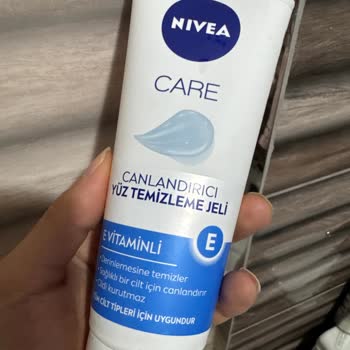 NIVEA
CARE
CANLANDIRICI
YÜZ TEMİZLEME JELİ
E VİTAMİNLİ
E
Derinlemesine temizler
Sağlıklı bir cilt için canlandırır
kurutmaz
CİLT TİPLERİ İÇİN UYGUNDUR